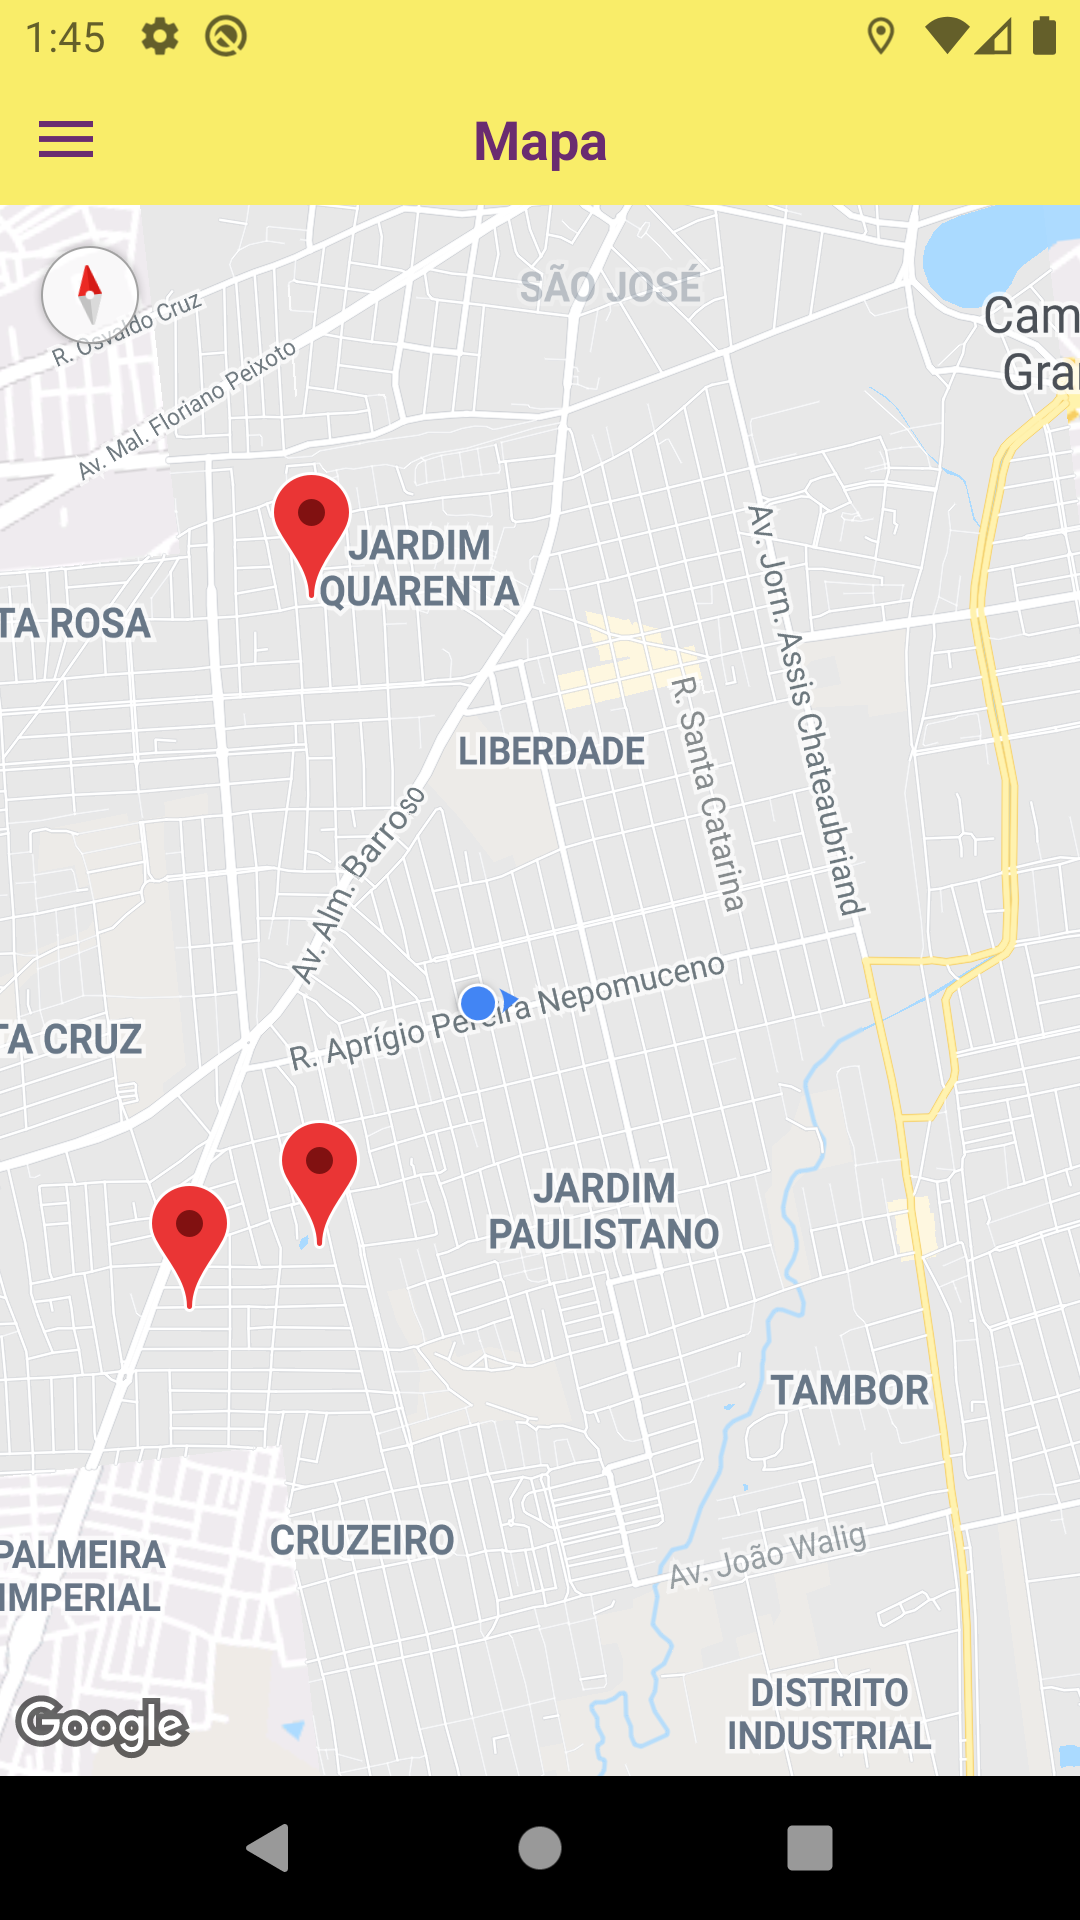 1:45
Mapa
SÃO JOSÉ
R. Osvaldo Cruz
Av. Mal. Floriano Peixoto
JARDIM
QUARENTA
TA ROSA
Av. Jorn. Assis Chateaubriand
R. Santa Catarina
LIBERDADE
Av. Alm. Barroso
R. Aprígio Pereira Nepomuceno
TA CRUZ
JARDIM
PAULISTANO
TAMBOR
CRUZEIRO
PALMEIRA
IMPERIAL
Av. João Walig
DISTRITO
INDUSTRIAL
Google